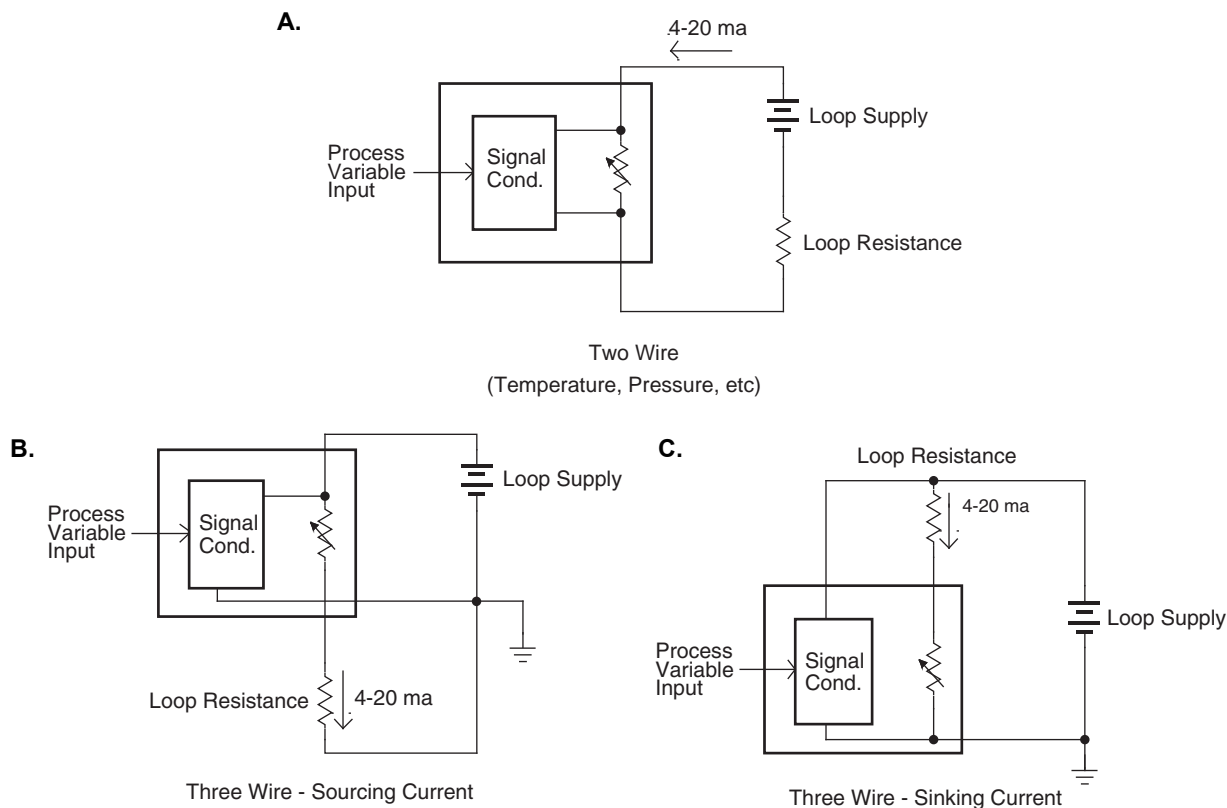 A.
4-20 ma
Loop Supply
Process
Variable
Input
Signal
Cond.
Loop Resistance
Two Wire
(Temperature, Pressure, etc)
B.
Loop Supply
Process
Variable
Input
Signal
Cond.
Loop Resistance
4-20 ma
Three Wire - Sourcing Current
C.
Loop Resistance
4-20 ma
Loop Supply
Process
Variable
Input
Signal
Cond.
Three Wire - Sinking Current